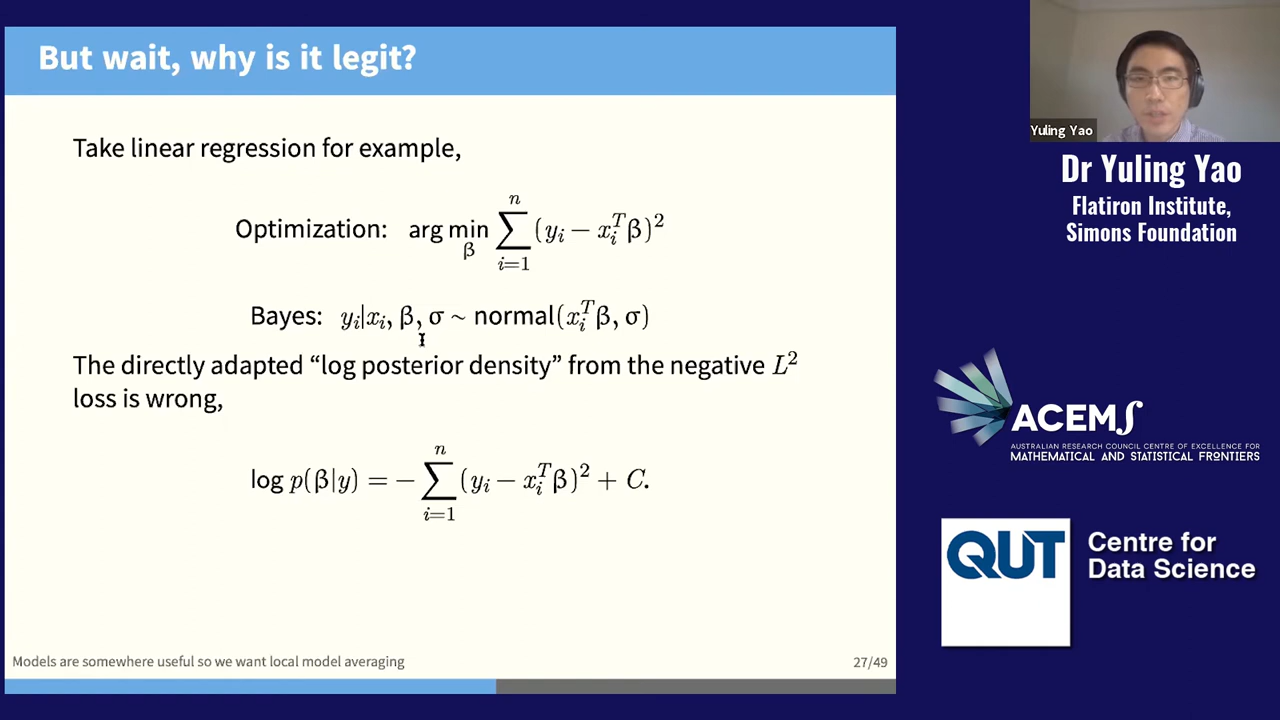 But wait, why is it legit?
Take linear regression for example,
Optimization: arg min_β ∑_{i=1}^{n} (y_i − x_i^T β)^2
Bayes: y_i|x_i, β, σ ~ normal(x_i^T β, σ)
The directly adapted “log posterior density” from the negative L^2
loss is wrong,
log p(β|y) = − ∑_{i=1}^{n} (y_i − x_i^T β)^2 + C.
Models are somewhere useful so we want local model averaging
27/49
Yuling Yao
Dr Yuling Yao
Flatiron Institute,
Simons Foundation
ACEMS
AUSTRALIAN RESEARCH COUNCIL CENTRE OF EXCELLENCE FOR
MATHEMATICAL AND STATISTICAL FRONTIERS
QUT
Centre for
Data Science